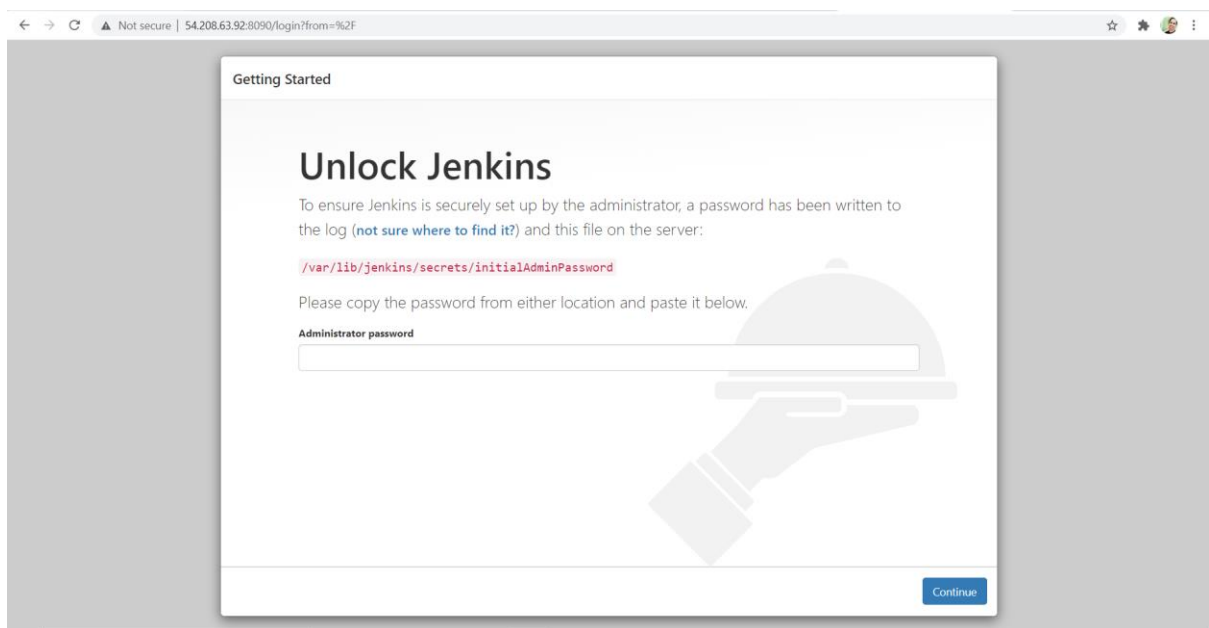 Not secure | 54.208.63.92:8090/login?from=%2F
Getting Started
Unlock Jenkins
To ensure Jenkins is securely set up by the administrator, a password has been written to
the log (not sure where to find it?) and this file on the server:
/var/lib/jenkins/secrets/initialAdminPassword
Please copy the password from either location and paste it below.
Administrator password
Continue